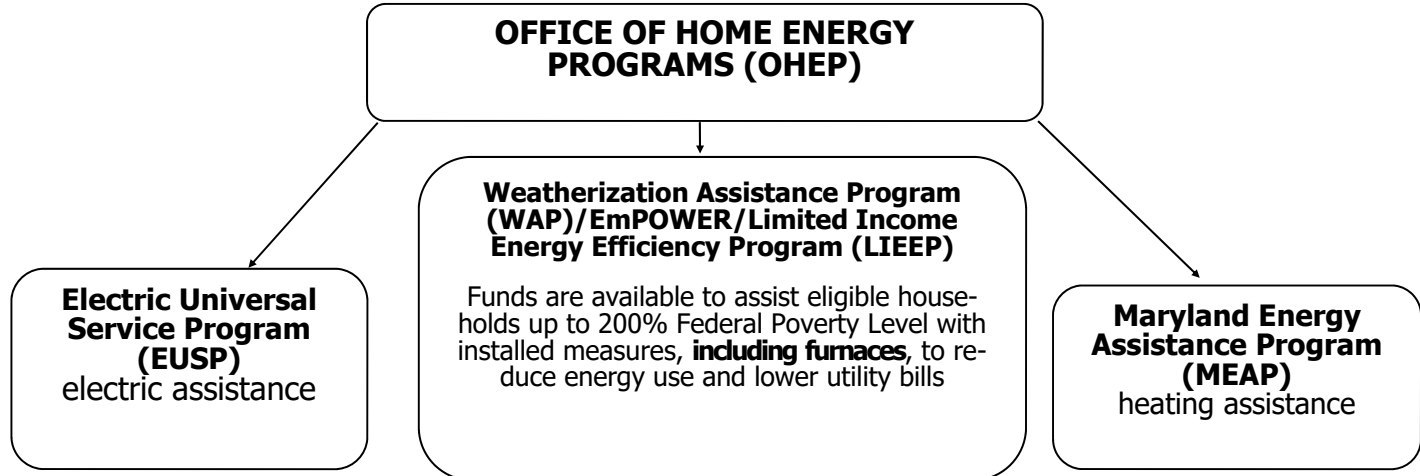 OFFICE OF HOME ENERGY
PROGRAMS (OHEP)
Weatherization Assistance Program
(WAP)/EmPOWER/Limited Income
Energy Efficiency Program (LIEEP)
Funds are available to assist eligible house-
holds up to 200% Federal Poverty Level with
installed measures, including furnaces, to re-
duce energy use and lower utility bills
Electric Universal
Service Program
(EUSP)
electric assistance
Maryland Energy
Assistance Program
(MEAP)
heating assistance